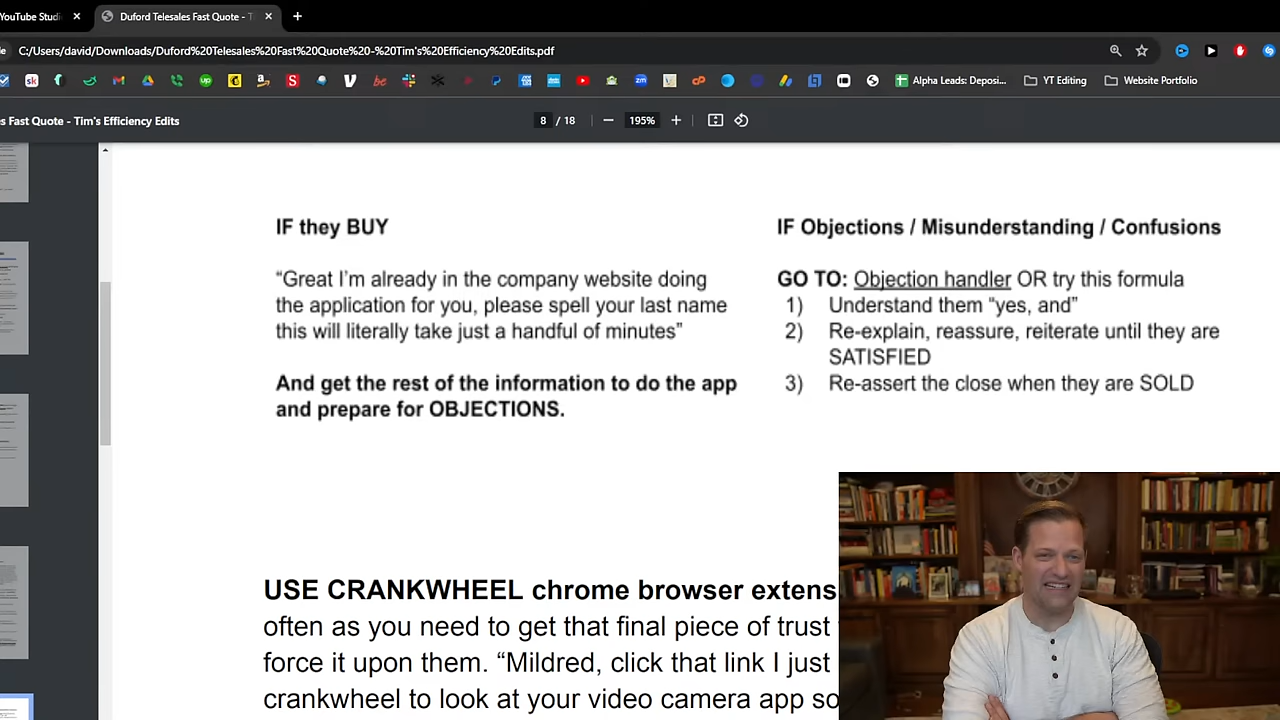 YouTube Studi
Duford Telesales Fast Quote - T
C:/Users/david/Downloads/Duford%20Telesales%20Fast%20Quote%20-%20Tim's%20Efficiency%20Edits.pdf
Alpha Leads: Deposi...
YT Editing
Website Portfolio
s Fast Quote - Tim's Efficiency Edits
8 / 18
195%
IF they BUY
“Great I’m already in the company website doing
the application for you, please spell your last name
this will literally take just a handful of minutes”
And get the rest of the information to do the app
and prepare for OBJECTIONS.
IF Objections / Misunderstanding / Confusions
GO TO: Objection handler OR try this formula
1) Understand them “yes, and”
2) Re-explain, reassure, reiterate until they are
SATISFIED
3) Re-assert the close when they are SOLD
USE CRANKWHEEL chrome browser extens
often as you need to get that final piece of trust
force it upon them. “Mildred, click that link I just
crankwheel to look at your video camera app so